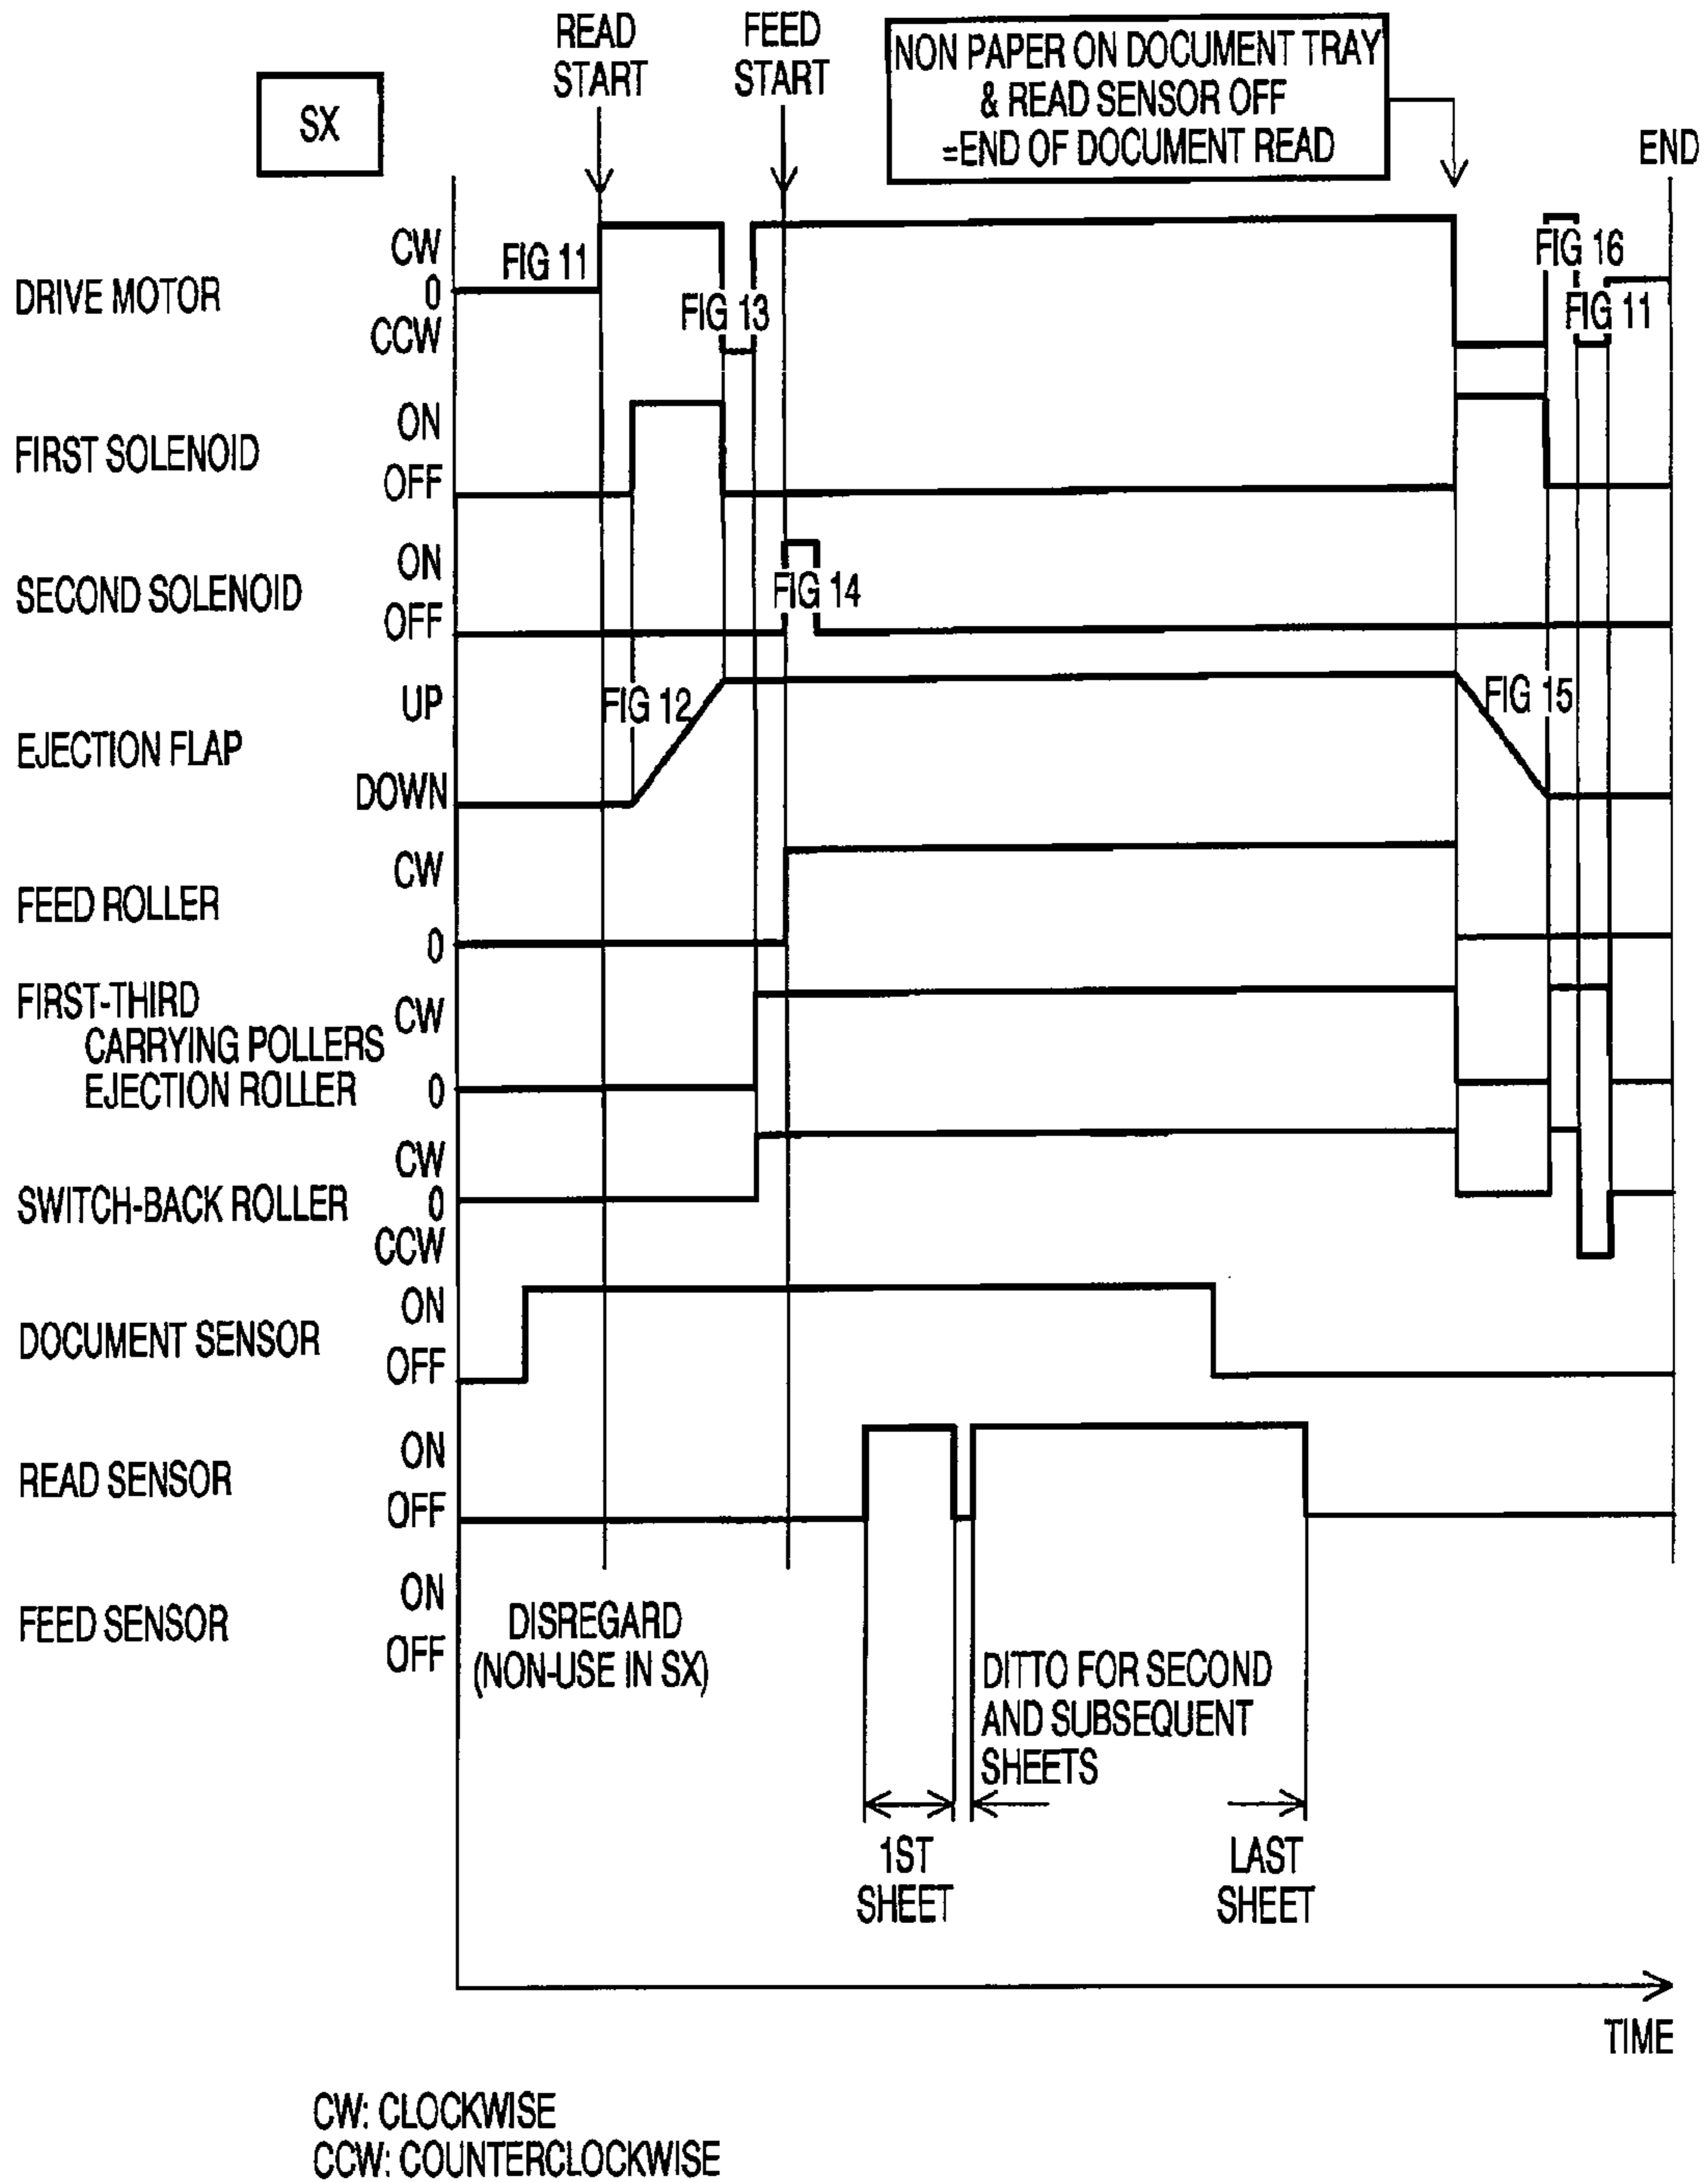 READ
START
FEED
START
NON PAPER ON DOCUMENT TRAY
& READ SENSOR OFF
=END OF DOCUMENT READ
SX
END
DRIVE MOTOR
CW
0
CCW
FIG 11
FIG 13
FIG 16
FIG 11
FIRST SOLENOID
ON
OFF
SECOND SOLENOID
ON
OFF
FIG 14
EJECTION FLAP
UP
DOWN
FIG 12
FIG 15
FEED ROLLER
CW
0
FIRST-THIRD
CARRYING POLLERS
EJECTION ROLLER
CW
0
SWITCH-BACK ROLLER
CW
0
CCW
DOCUMENT SENSOR
ON
OFF
READ SENSOR
ON
OFF
FEED SENSOR
ON
OFF
DISREGARD
(NON-USE IN SX)
DITTO FOR SECOND
AND SUBSEQUENT
SHEETS
1ST
SHEET
LAST
SHEET
TIME
CW: CLOCKWISE
CCW: COUNTERCLOCKWISE